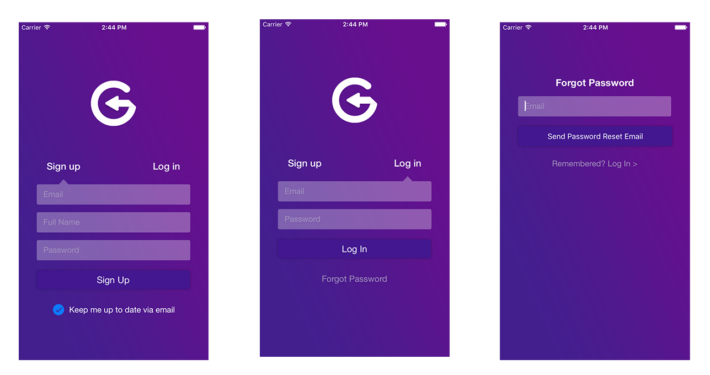 Carrier 2:44 PM
Sign up Log in
Email
Full Name
Password
Sign Up
Keep me up to date via email
Carrier 2:44 PM
Sign up Log in
Email
Password
Log In
Forgot Password
Carrier 2:44 PM
Forgot Password
Email
Send Password Reset Email
Remembered? Log In >